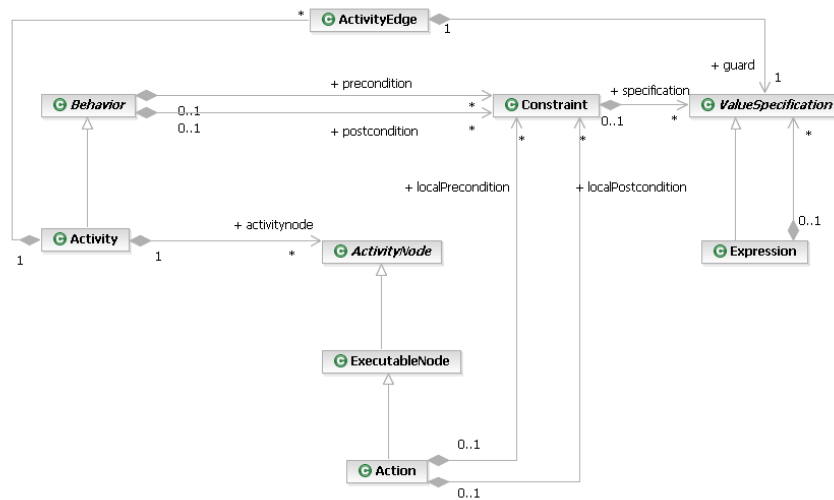 * ActivityEdge
1
+ guard
+ precondition
+ specification
1
Behavior
Constraint
ValueSpecification
0..1
*
0..1
*
0..1
+ postcondition
*
*
*
*
+ localPrecondition
+ localPostcondition
+ activitynode
0..1
Activity
1
1
*
ActivityNode
Expression
ExecutableNode
0..1
Action
0..1